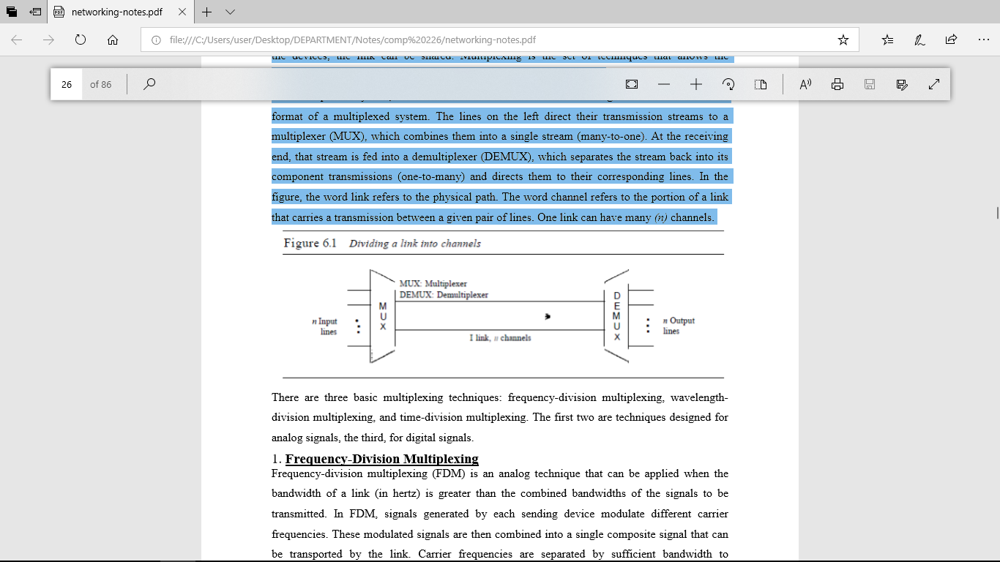 networking-notes.pdf
file:///C:/Users/user/Desktop/DEPARTMENT/Notes/comp%20226/networking-notes.pdf
the devices, the link can be shared. Multiplexing is the set of techniques that allows the
26 of 86
format of a multiplexed system. The lines on the left direct their transmission streams to a
multiplexer (MUX), which combines them into a single stream (many-to-one). At the receiving
end, that stream is fed into a demultiplexer (DEMUX), which separates the stream back into its
component transmissions (one-to-many) and directs them to their corresponding lines. In the
figure, the word link refers to the physical path. The word channel refers to the portion of a link
that carries a transmission between a given pair of lines. One link can have many (n) channels.
Figure 6.1 Dividing a link into channels
MUX: Multiplexer
DEMUX: Demultiplexer
MUX
DEMUX
n Input
lines
n Output
lines
I link, n channels
There are three basic multiplexing techniques: frequency-division multiplexing, wavelength-
division multiplexing, and time-division multiplexing. The first two are techniques designed for
analog signals, the third, for digital signals.
1. Frequency-Division Multiplexing
Frequency-division multiplexing (FDM) is an analog technique that can be applied when the
bandwidth of a link (in hertz) is greater than the combined bandwidths of the signals to be
transmitted. In FDM, signals generated by each sending device modulate different carrier
frequencies. These modulated signals are then combined into a single composite signal that can
be transported by the link. Carrier frequencies are separated by sufficient bandwidth to